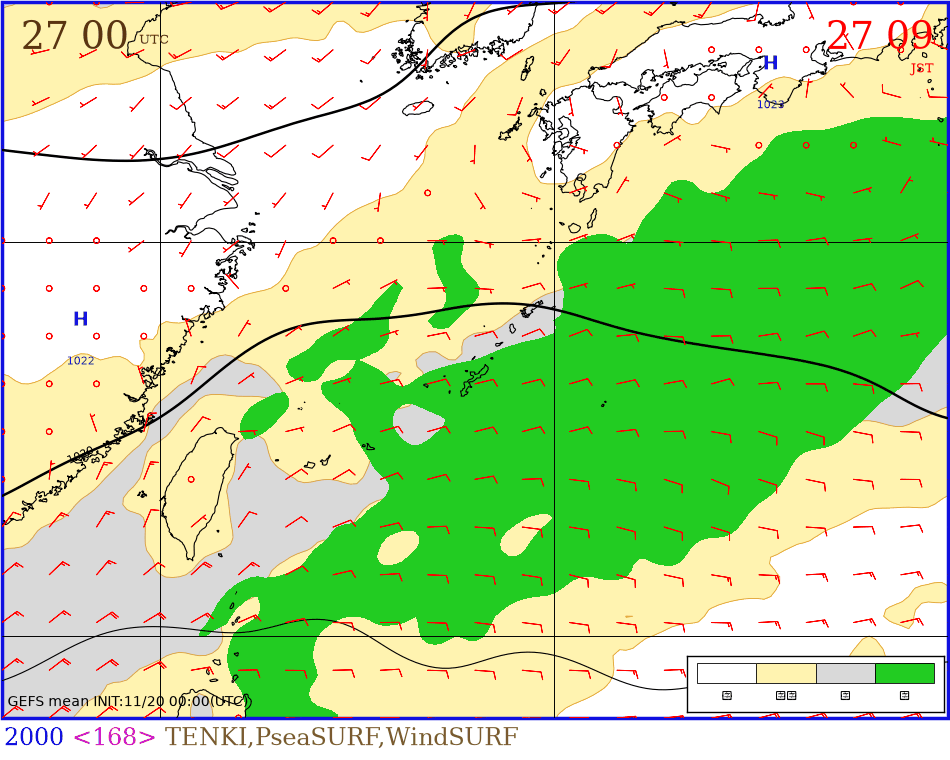 27 00 UTC
27 09
JST
H
1023
H
1022
1020
GEFS mean INIT:11/20 00:00(UTC)
2000 <168> TENKI,PseaSURF,WindSURF